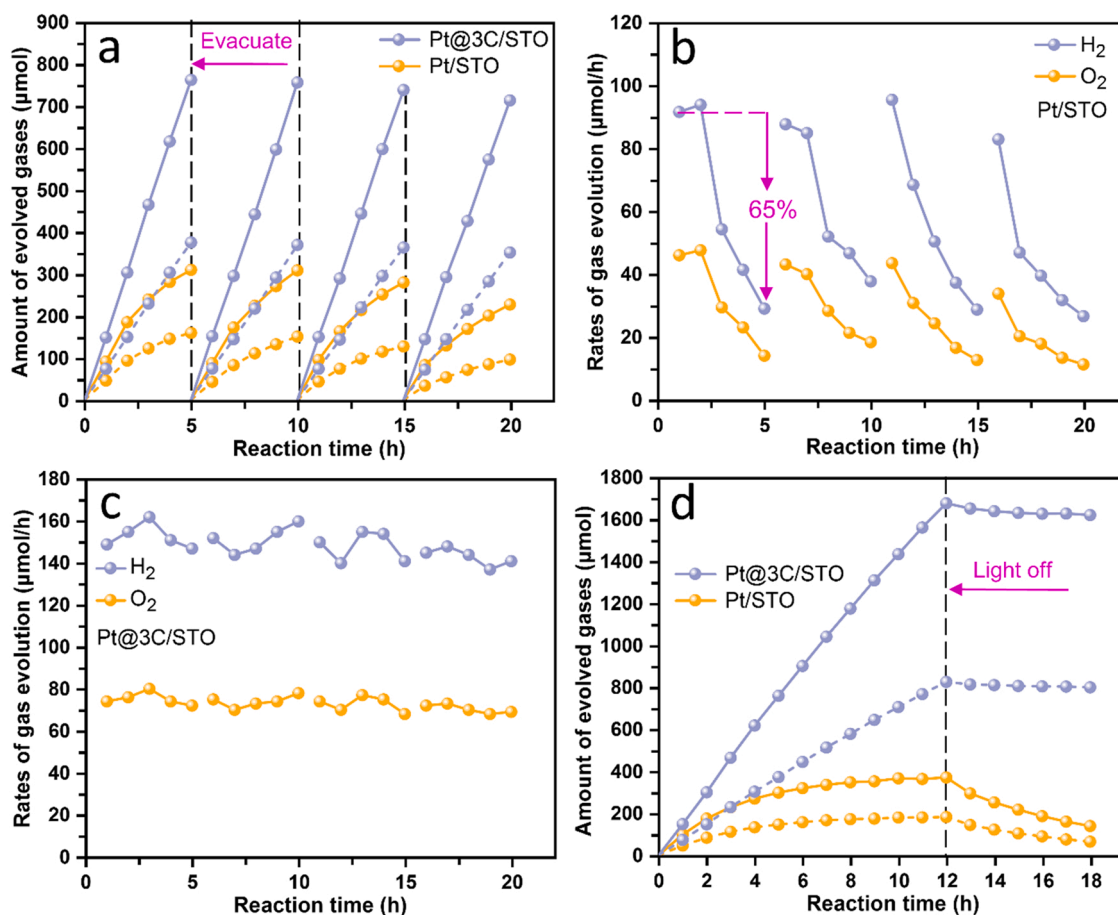 a
Evacuate
Pt@3C/STO
Pt/STO
Amount of evolved gases (μmol)
900
800
700
600
500
400
300
200
100
0
0 5 10 15 20
Reaction time (h)
b
H₂
O₂
Pt/STO
65%
Rates of gas evolution (μmol/h)
120
100
80
60
40
20
0
0 5 10 15 20
Reaction time (h)
c
H₂
O₂
Pt@3C/STO
Rates of gas evolution (μmol/h)
180
160
140
120
100
80
60
40
20
0
0 5 10 15 20
Reaction time (h)
d
Pt@3C/STO
Pt/STO
Light off
Amount of evolved gases (μmol)
1800
1600
1400
1200
1000
800
600
400
200
0
0 2 4 6 8 10 12 14 16 18
Reaction time (h)